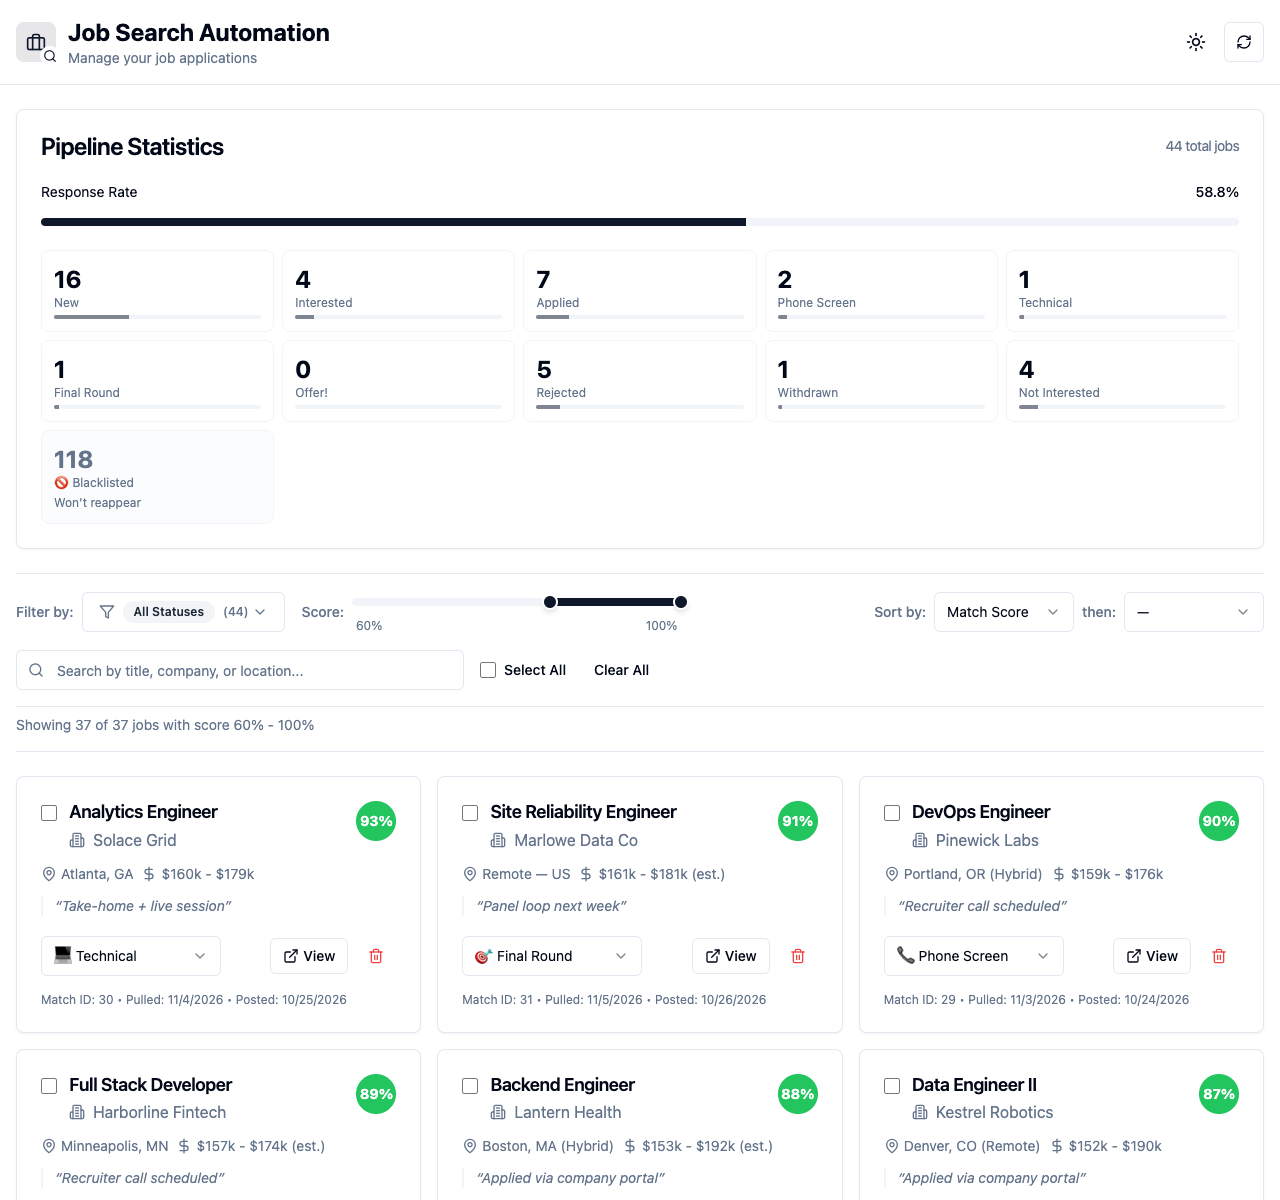 Job Search Automation
Manage your job applications
Pipeline Statistics
44 total jobs
Response Rate
58.8%
16
New
4
Interested
7
Applied
2
Phone Screen
1
Technical
1
Final Round
0
Offer!
5
Rejected
1
Withdrawn
4
Not Interested
118
🚫 Blacklisted
Won't reappear
Filter by:
All Statuses (44)
Score:
60%
100%
Sort by:
Match Score
then:
—
Search by title, company, or location...
Select All
Clear All
Showing 37 of 37 jobs with score 60% - 100%
Analytics Engineer
93%
Solace Grid
Atlanta, GA $160k - $179k
“Take-home + live session”
Technical
View
Match ID: 30 • Pulled: 11/4/2026 • Posted: 10/25/2026
Site Reliability Engineer
91%
Marlowe Data Co
Remote — US $161k - $181k (est.)
“Panel loop next week”
Final Round
View
Match ID: 31 • Pulled: 11/5/2026 • Posted: 10/26/2026
DevOps Engineer
90%
Pinewick Labs
Portland, OR (Hybrid) $159k - $176k
“Recruiter call scheduled”
Phone Screen
View
Match ID: 29 • Pulled: 11/3/2026 • Posted: 10/24/2026
Full Stack Developer
89%
Harborline Fintech
Minneapolis, MN $157k - $174k (est.)
“Recruiter call scheduled”
Backend Engineer
88%
Lantern Health
Boston, MA (Hybrid) $153k - $192k (est.)
“Applied via company portal”
Data Engineer II
87%
Kestrel Robotics
Denver, CO (Remote) $152k - $190k
“Applied via company portal”